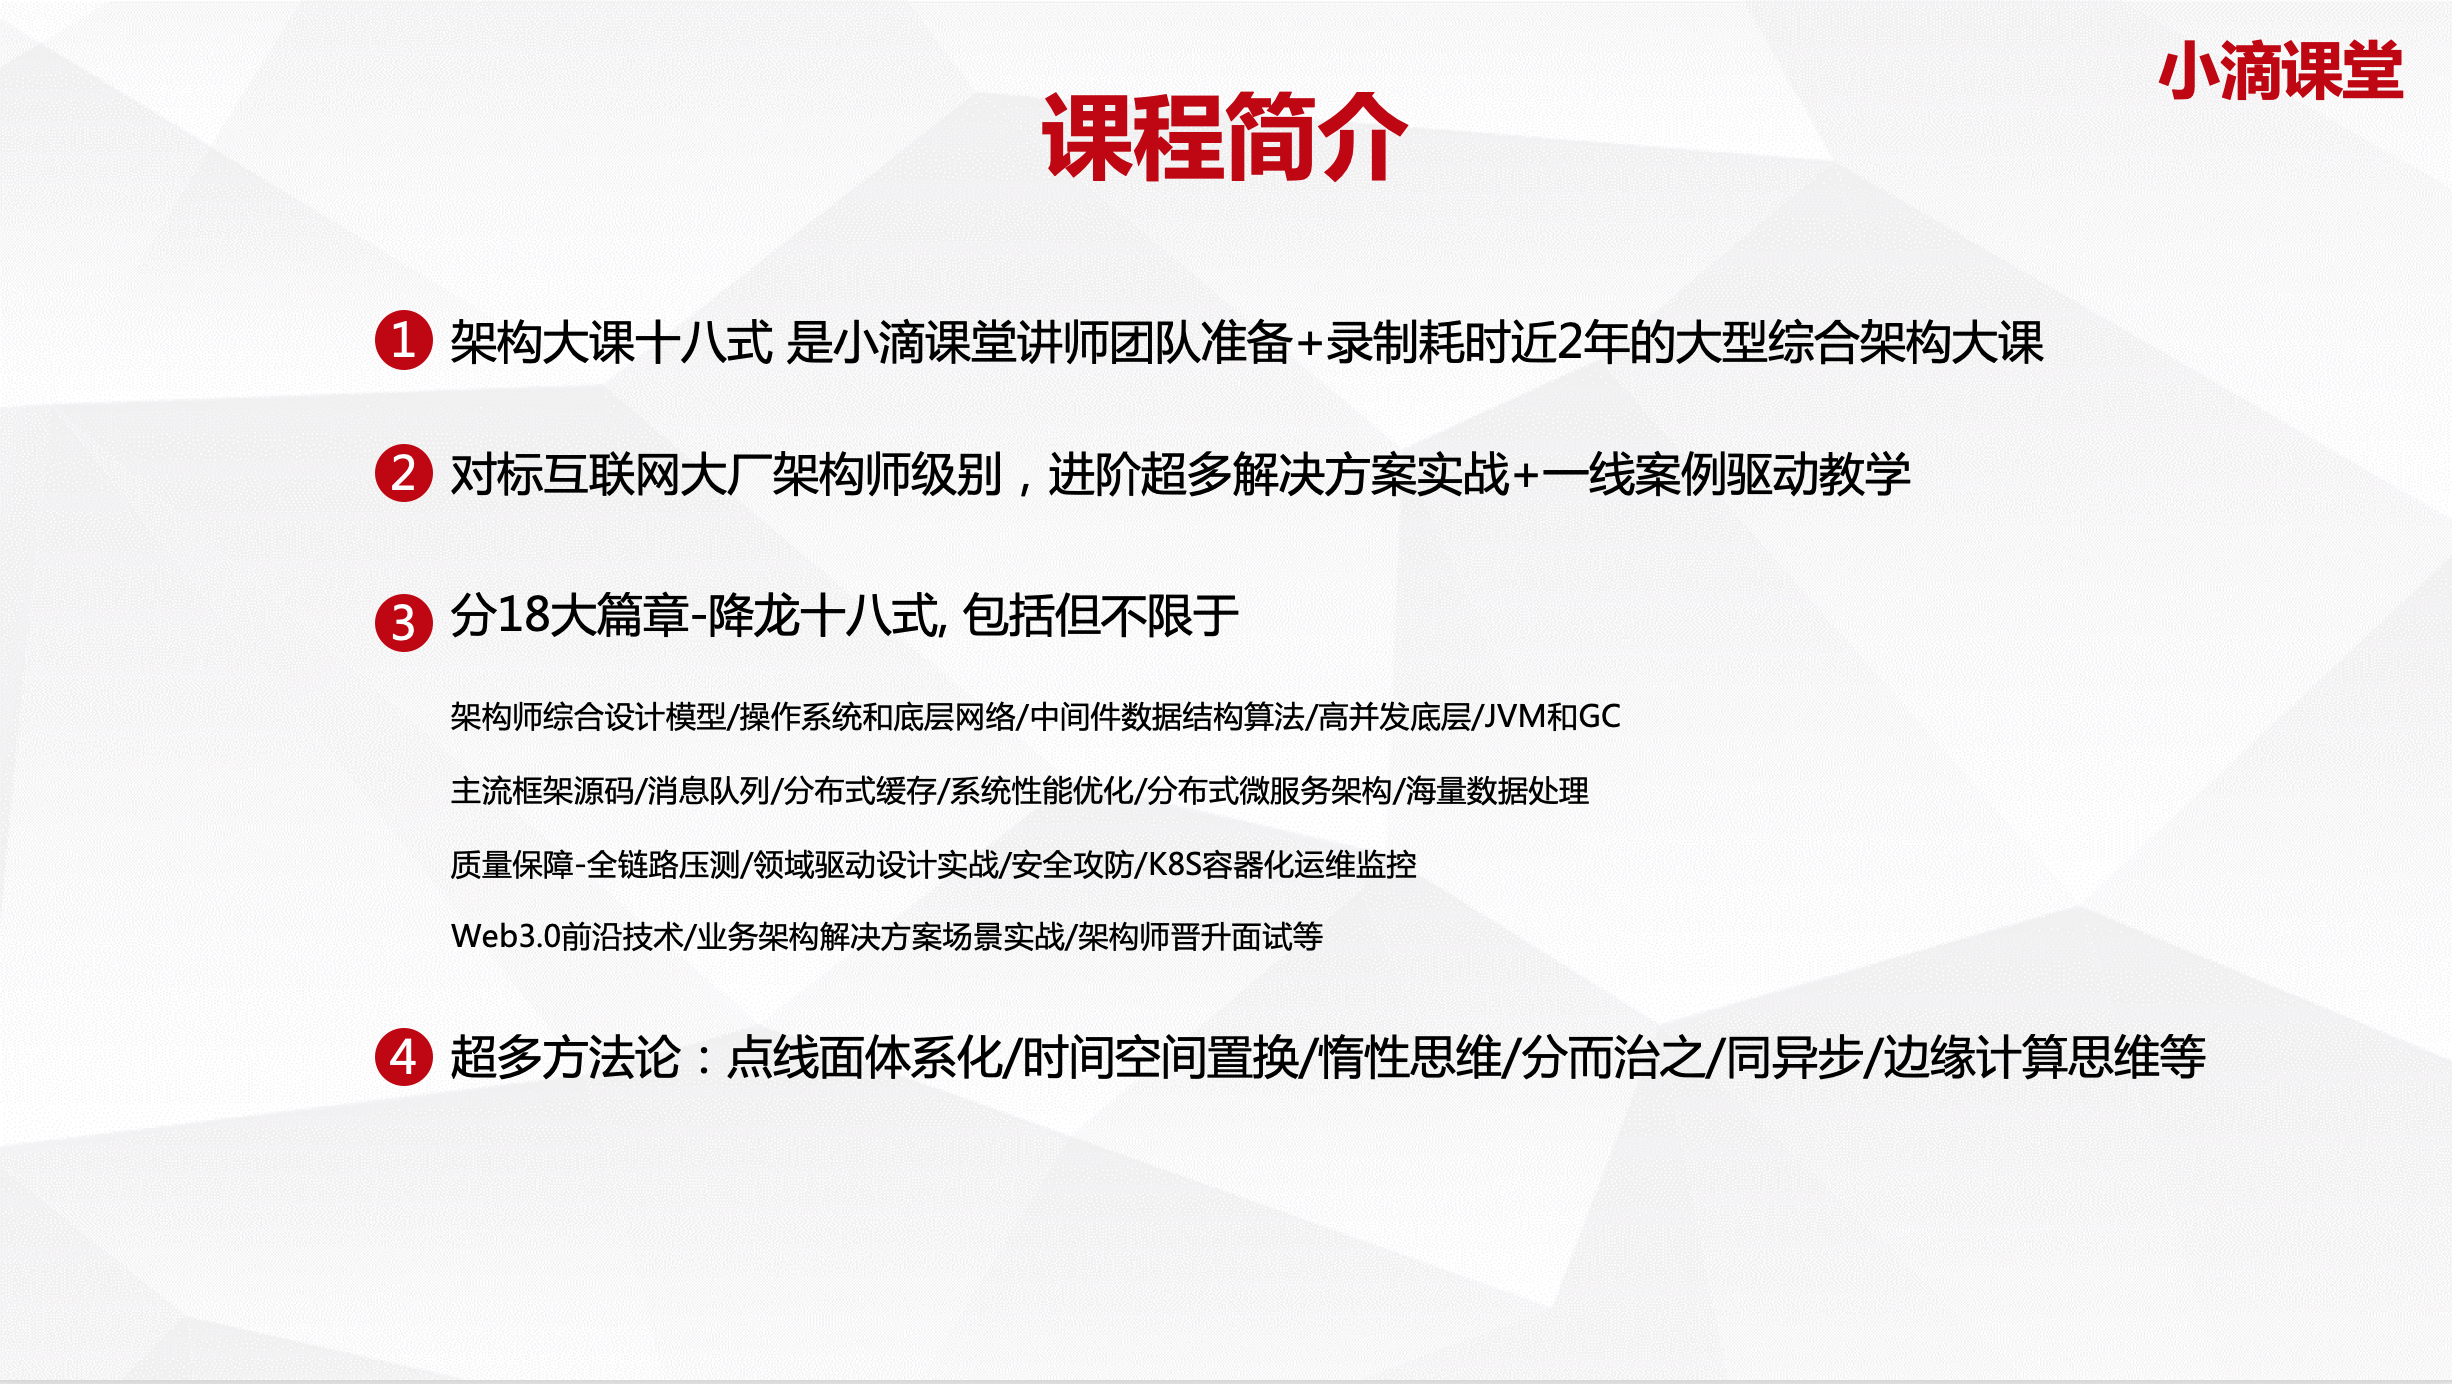 小滴课堂
课程简介
1 架构大课十八式 是小滴课堂讲师团队准备+录制耗时近2年的大型综合架构大课
2 对标互联网大厂架构师级别，进阶超多解决方案实战+一线案例驱动教学
3 分18大篇章-降龙十八式, 包括但不限于
架构师综合设计模型/操作系统和底层网络/中间件数据结构算法/高并发底层/JVM和GC
主流框架源码/消息队列/分布式缓存/系统性能优化/分布式微服务架构/海量数据处理
质量保障-全链路压测/领域驱动设计实战/安全攻防/K8S容器化运维监控
Web3.0前沿技术/业务架构解决方案场景实战/架构师晋升面试等
4 超多方法论：点线面体系化/时间空间置换/惰性思维/分而治之/同异步/边缘计算思维等